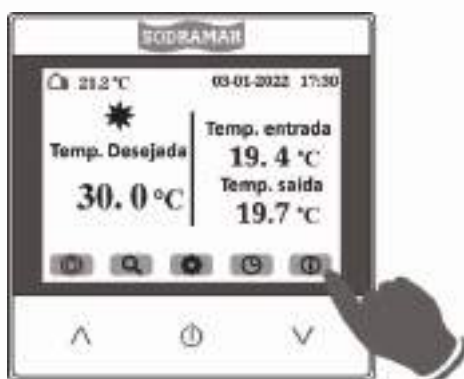 SODRAMAR
21.2 °C 03-01-2022 17:30
Temp. Desejada
30.0 °C
Temp. entrada
19.4 °C
Temp. saída
19.7 °C